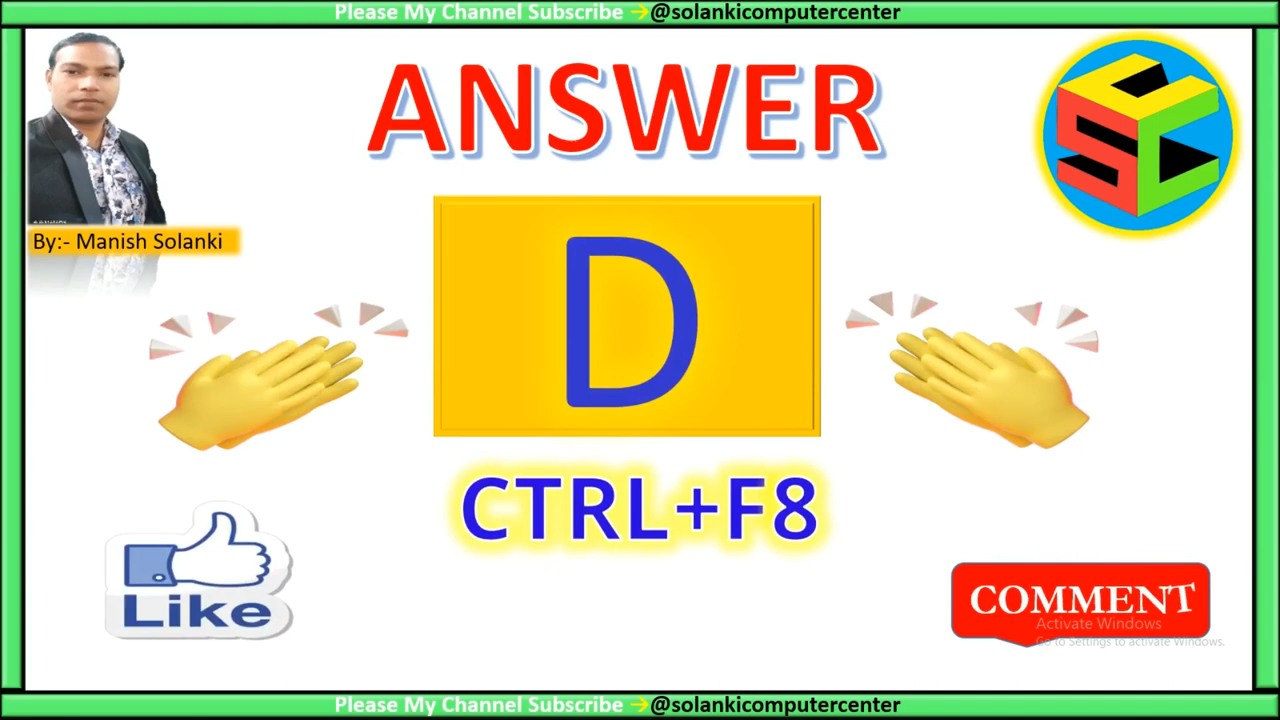 Please My Channel Subscribe →@solankicomputercenter
ANSWER
SCC
By:- Manish Solanki
D
CTRL+F8
Like
COMMENT
Activate Windows
Go to Settings to activate Windows.
Please My Channel Subscribe →@solankicomputercenter